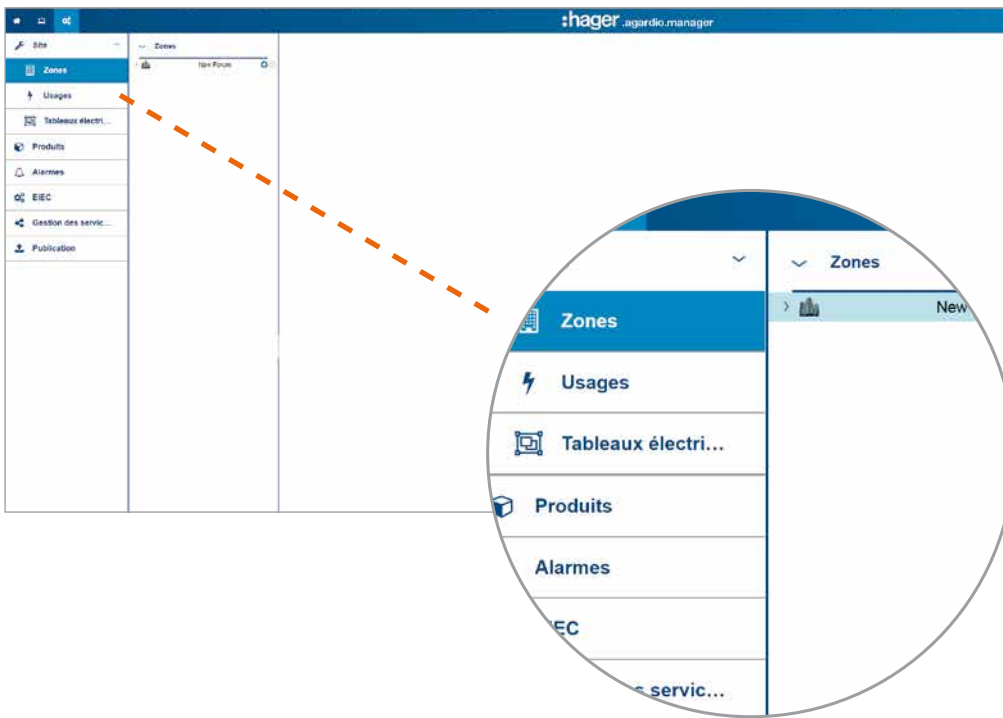 :hager .agardio.manager
Site
Zones
Usages
Tableaux électri...
Produits
Alarmes
EIEC
Gestion des servic...
Publication
Zones
New Forum
Zones
Usages
Tableaux électri...
Produits
Alarmes
EC
servic...
Zones
New